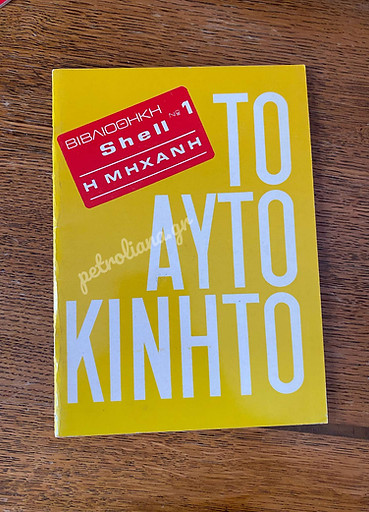 ΒΙΒΛΙΟΘΗΚΗ
Shell № 1
Η ΜΗΧΑΝΗ
ΤΟ
ΑΥΤΟ
ΚΙΝΗΤΟ
petroliana.gr